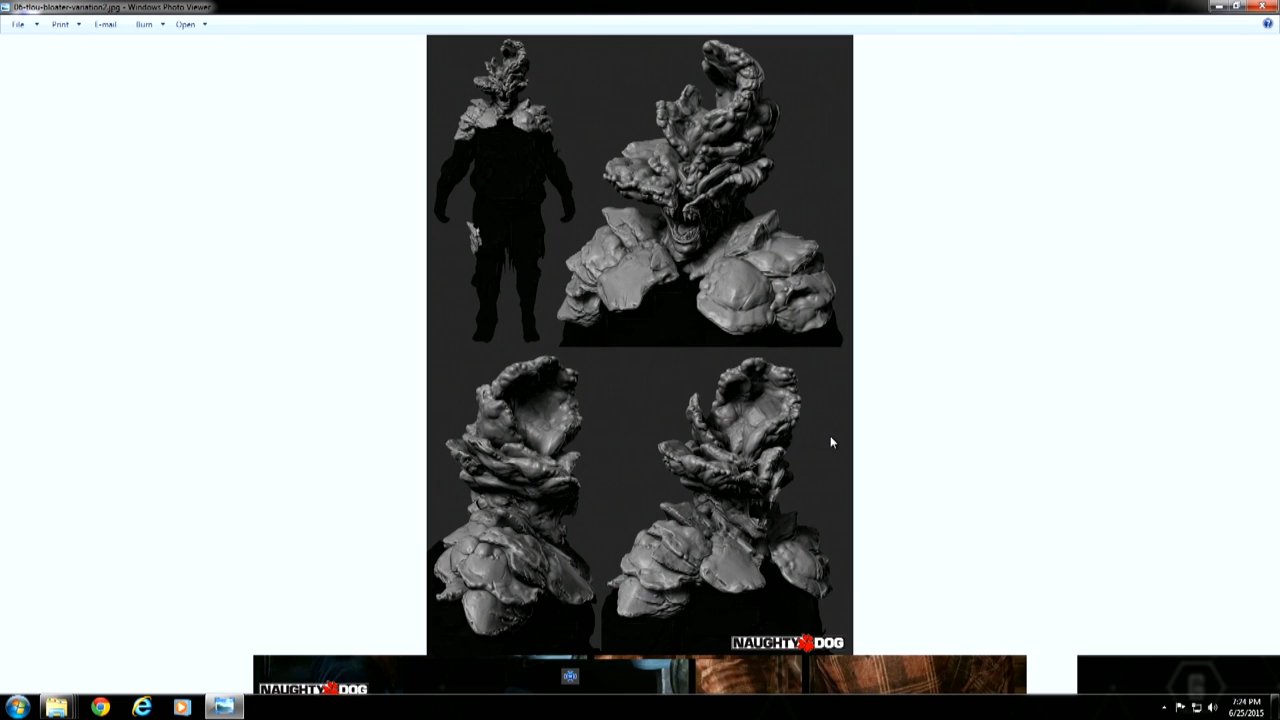 06-tlou-bloater-variation2.jpg - Windows Photo Viewer
File Print E-mail Burn Open
NAUGHTY DOG
NAUGHTY DOG
7:24 PM
6/25/2015